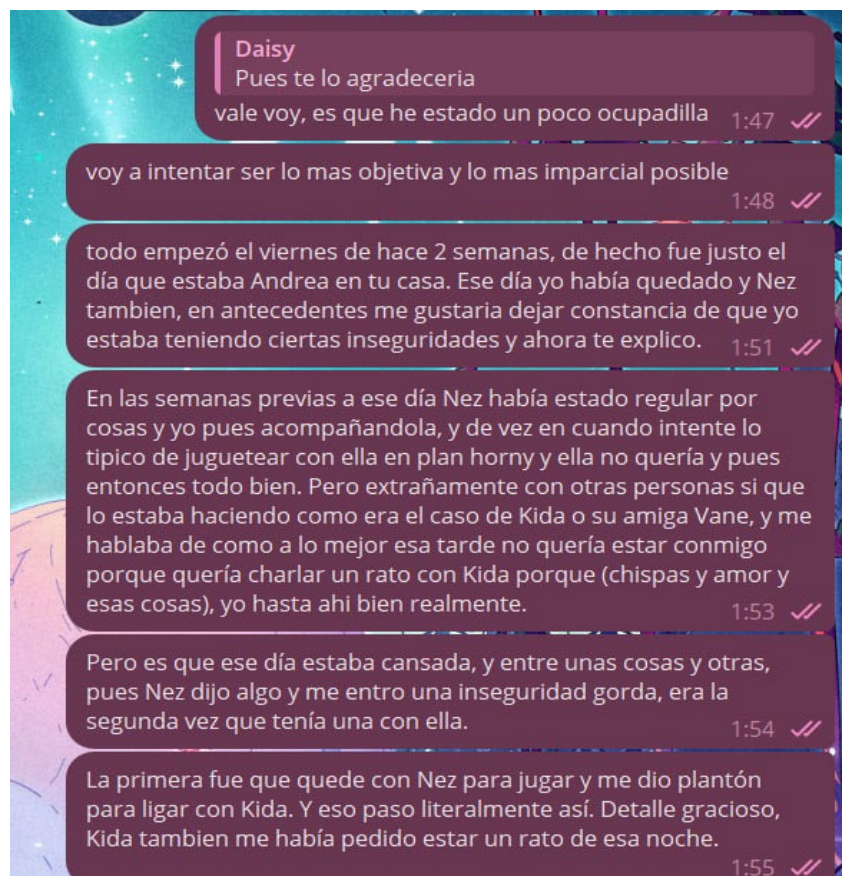 Daisy
Pues te lo agradeceria
vale voy, es que he estado un poco ocupadilla 1:47
voy a intentar ser lo mas objetiva y lo mas imparcial posible
1:48
todo empezó el viernes de hace 2 semanas, de hecho fue justo el
día que estaba Andrea en tu casa. Ese día yo había quedado y Nez
tambien, en antecedentes me gustaria dejar constancia de que yo
estaba teniendo ciertas inseguridades y ahora te explico. 1:51
En las semanas previas a ese día Nez había estado regular por
cosas y yo pues acompañandola, y de vez en cuando intente lo
tipico de juguetear con ella en plan horny y ella no quería y pues
entonces todo bien. Pero extrañamente con otras personas si que
lo estaba haciendo como era el caso de Kida o su amiga Vane, y me
hablaba de como a lo mejor esa tarde no quería estar conmigo
porque quería charlar un rato con Kida porque (chispas y amor y
esas cosas), yo hasta ahi bien realmente. 1:53
Pero es que ese día estaba cansada, y entre unas cosas y otras,
pues Nez dijo algo y me entro una inseguridad gorda, era la
segunda vez que tenía una con ella. 1:54
La primera fue que quede con Nez para jugar y me dio plantón
para ligar con Kida. Y eso paso literalmente así. Detalle gracioso,
Kida tambien me había pedido estar un rato de esa noche.
1:55